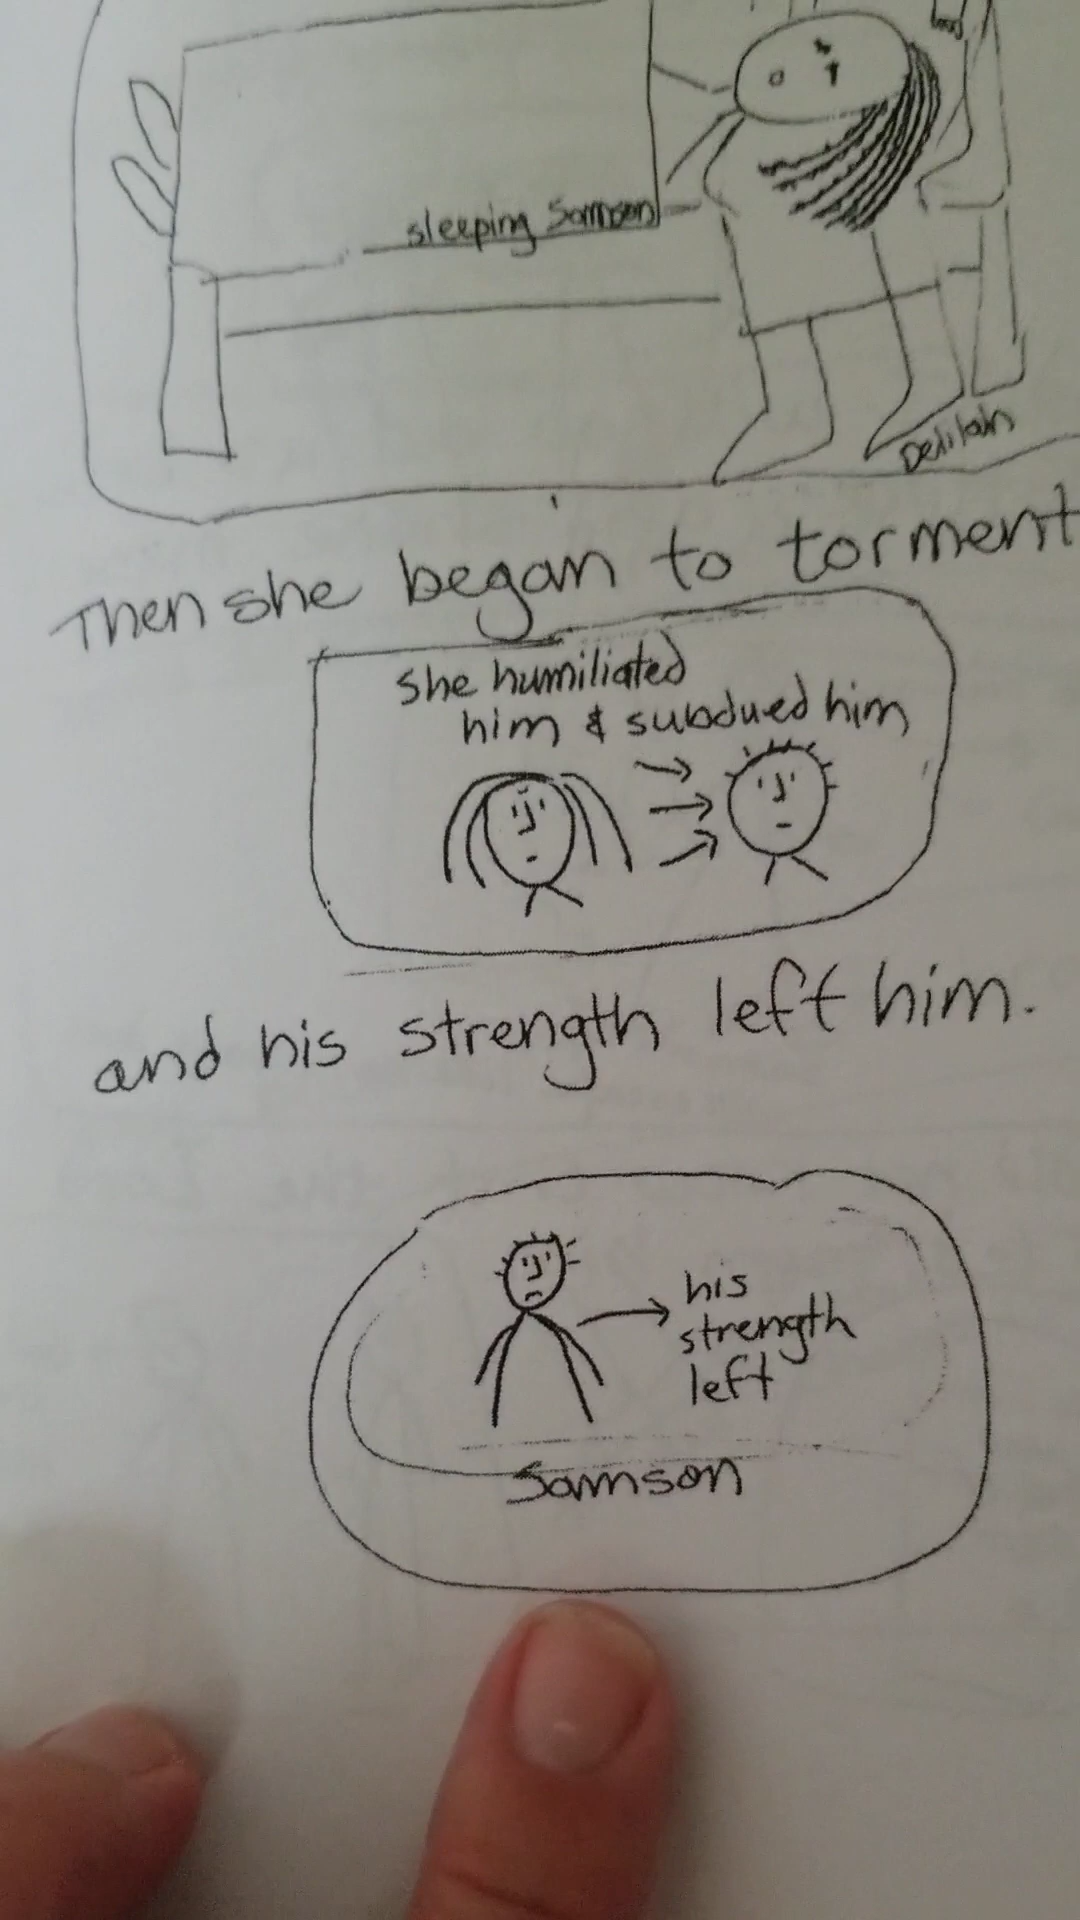 sleeping Samson
Delilah
Then she began to torment
she humiliated
him & subdued him
and his strength left him.
his
strength
left
Samson